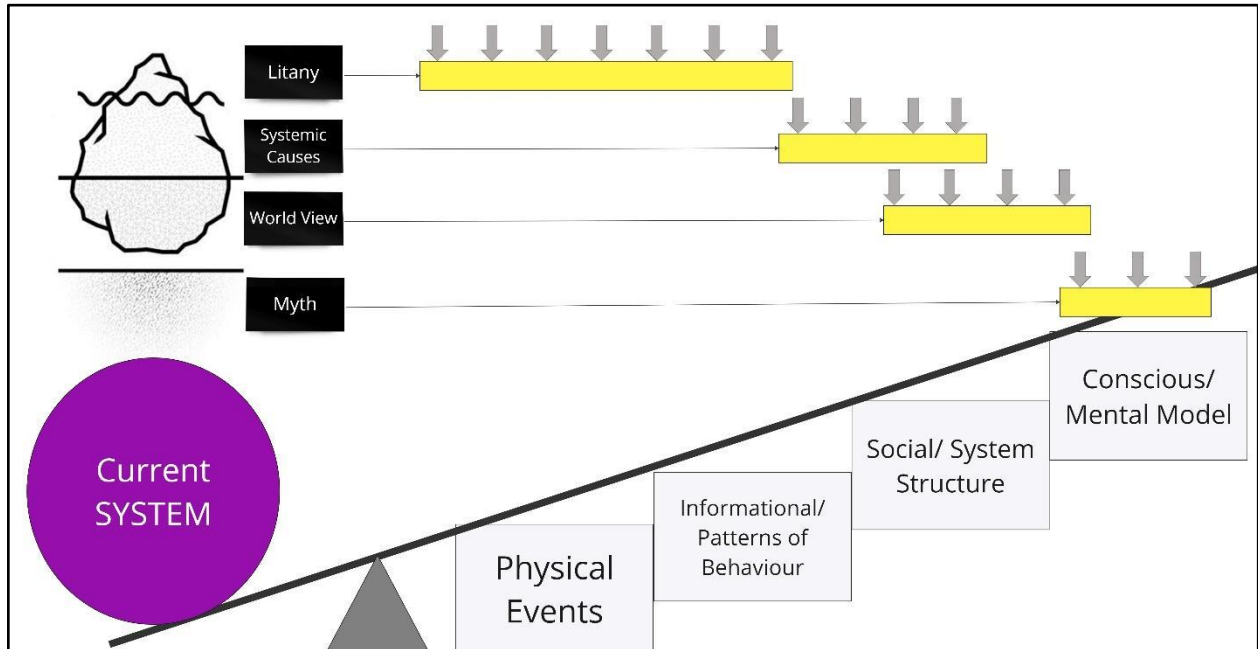 Litany
Systemic
Causes
World View
Myth
Current
SYSTEM
Physical
Events
Informational/
Patterns of
Behaviour
Social/ System
Structure
Conscious/
Mental Model